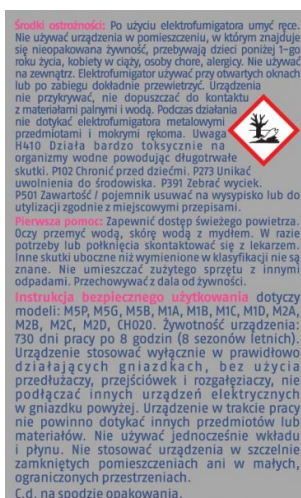 Środki ostrożności: Po użyciu elektrofumigatora umyć ręce.
Nie używać urządzenia w pomieszczeniu, w którym znajduje
się nieopakowana żywność, przebywają dzieci poniżej 1-go
roku życia, kobiety w ciąży, osoby chore, alergicy. Nie używać
na zewnątrz. Elektrofumigator używać przy otwartych oknach
lub po zabiegu dokładnie przewietrzyć. Urządzenia
nie przykrywać, nie dopuszczać do kontaktu
z materiałami palnymi i wodą. Podczas działania
nie dotykać elektrofumigatora metalowymi
przedmiotami i mokrymi rękoma. Uwaga
H410 Działa bardzo toksycznie na
organizmy wodne powodując długotrwałe
skutki. P102 Chronić przed dziećmi. P273 Unikać
uwolnienia do środowiska. P391 Zebrać wyciek.
P501 Zawartość / pojemnik usuwać na wysypisko lub do
utylizacji zgodnie z miejscowymi przepisami.
Pierwsza pomoc: Zapewnić dostęp świeżego powietrza.
Oczy przemyć wodą, skórę wodą z mydłem. W razie
potrzeby lub połknięcia skontaktować się z lekarzem.
Inne skutki uboczne niż wymienione w klasyfikacji nie są
znane. Nie umieszczać zużytego sprzętu z innymi
odpadami. Przechowywać z dala od żywności.
Instrukcja bezpiecznego użytkowania dotyczy
modeli: M5P, M5G, M5B, M1A, M1B, M1C, M1D, M2A,
M2B, M2C, M2D, CH020. Żywotność urządzenia:
730 dni pracy po 8 godzin (8 sezonów letnich).
Urządzenie stosować wyłącznie w prawidłowo
działających gniazdkach, bez użycia
przedłużaczy, przejściówek i rozgałęziaczy, nie
podłączać innych urządzeń elektrycznych
w gniazdku powyżej. Urządzenie w trakcie pracy
nie powinno dotykać innych przedmiotów lub
materiałów. Nie używać jednocześnie wkładu
i płynu. Nie stosować urządzenia w szczelnie
zamkniętych pomieszczeniach ani w małych,
ograniczonych przestrzeniach.
C.d. na spodzie opakowania.